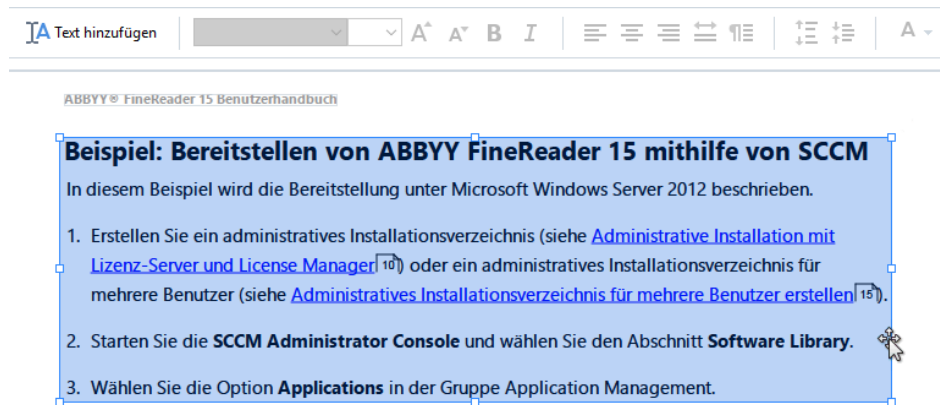 Text hinzufügen
ABBYY® FineReader 15 Benutzerhandbuch
Beispiel: Bereitstellen von ABBYY FineReader 15 mithilfe von SCCM
In diesem Beispiel wird die Bereitstellung unter Microsoft Windows Server 2012 beschrieben.
1. Erstellen Sie ein administratives Installationsverzeichnis (siehe Administrative Installation mit
Lizenz-Server und License Manager 10) oder ein administratives Installationsverzeichnis für
mehrere Benutzer (siehe Administratives Installationsverzeichnis für mehrere Benutzer erstellen 15).
2. Starten Sie die SCCM Administrator Console und wählen Sie den Abschnitt Software Library.
3. Wählen Sie die Option Applications in der Gruppe Application Management.